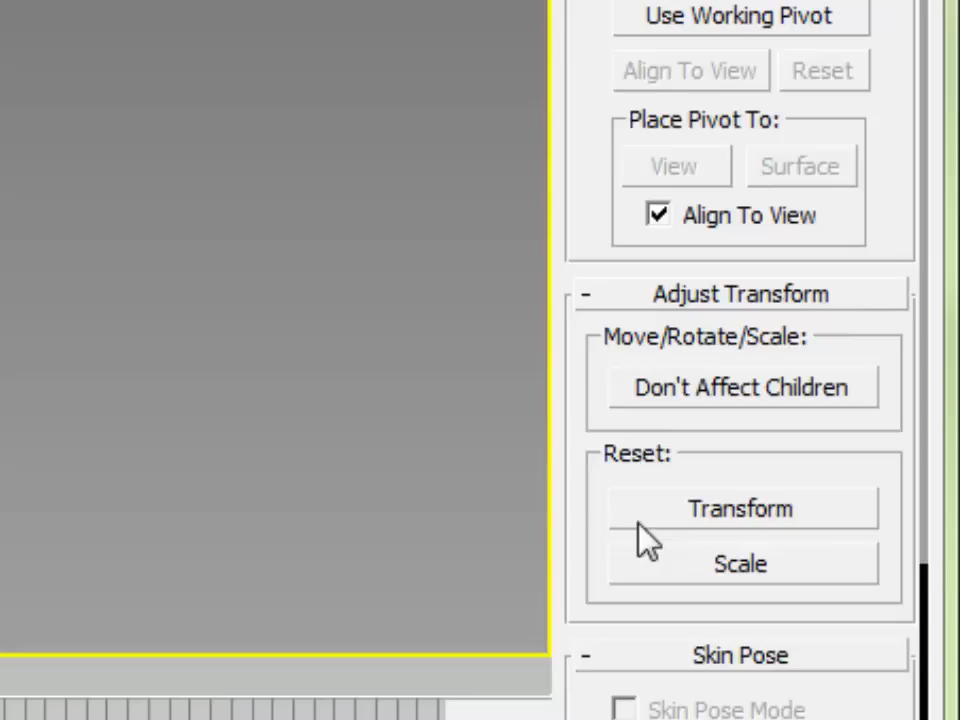 Use Working Pivot
Align To View Reset
Place Pivot To:
View Surface
Align To View
- Adjust Transform
Move/Rotate/Scale:
Don't Affect Children
Reset:
Transform
Scale
- Skin Pose
Skin Pose Mode